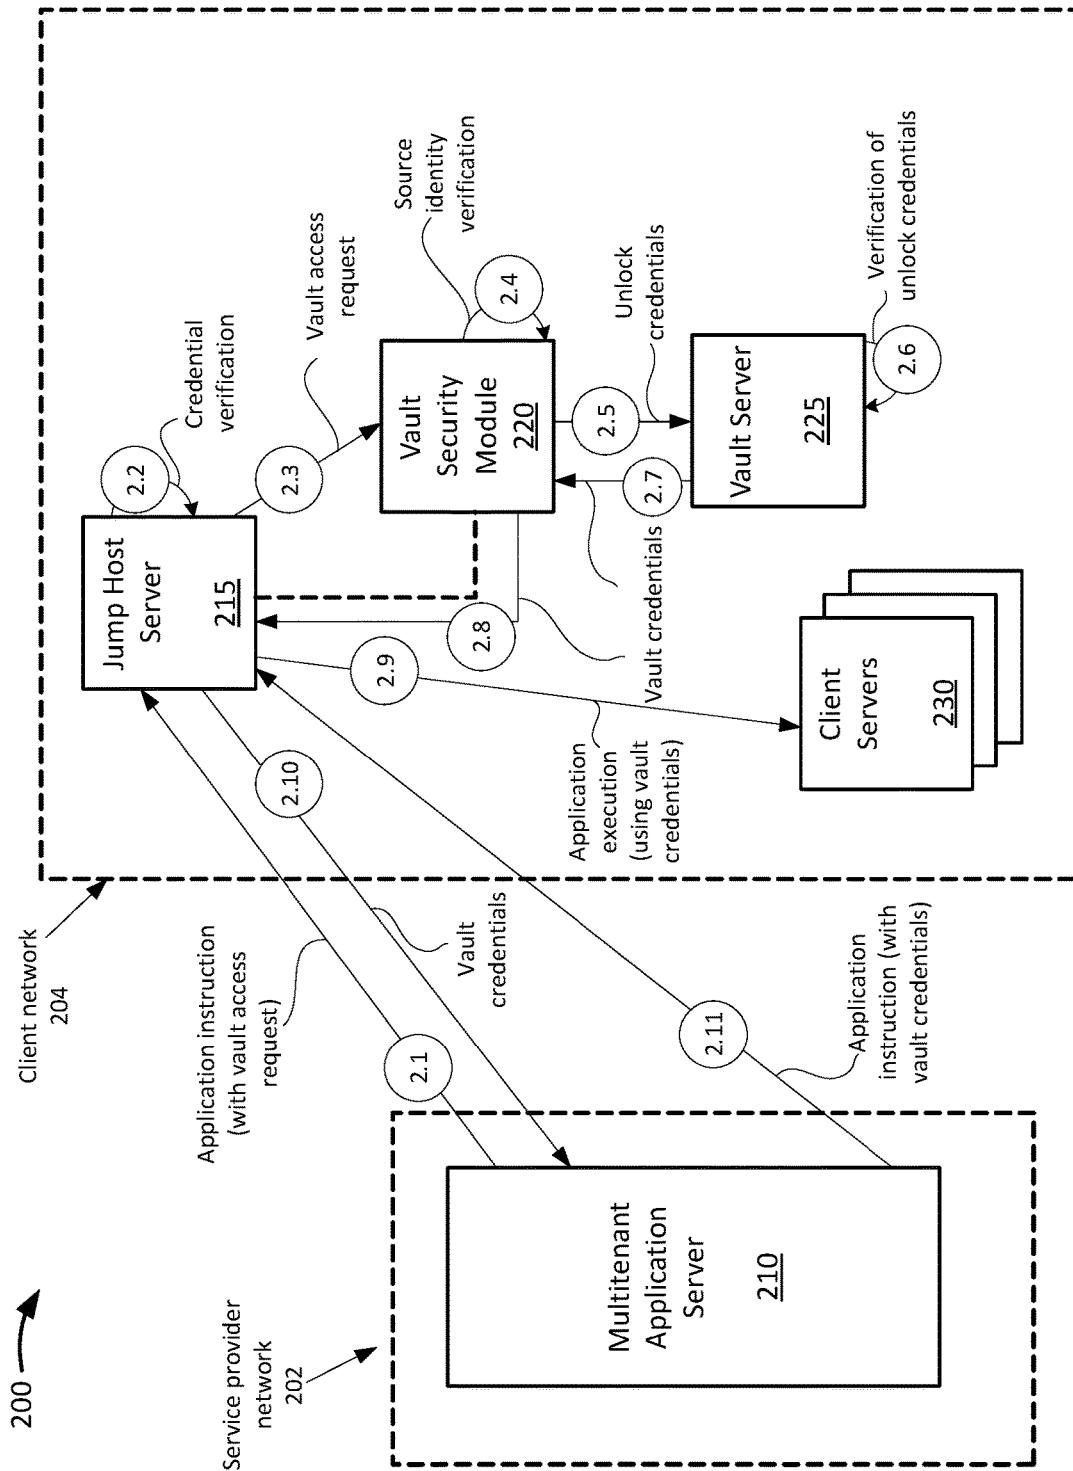 200
Service provider
network
202
Multitenant
Application
Server
210
Client network
204
Application instruction
(with vault access
request)
2.1
2.10
Vault
credentials
2.11
Application
instruction (with
vault credentials)
Jump Host
Server
215
2.2
Credential
verification
2.3
Vault access
request
Vault
Security
Module
220
Source
identity
verification
2.4
2.5
Unlock
credentials
Vault Server
225
Verification of
unlock credentials
2.6
2.7
Vault credentials
2.8
2.9
Application
execution
(using vault
credentials)
Client
Servers
230